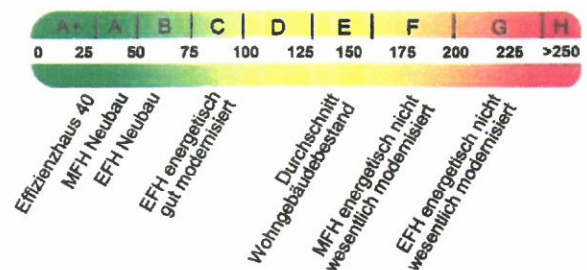 A+ A B C D E F G H
0 25 50 75 100 125 150 175 200 225 >250
Effizienzhaus 40
MFH Neubau
EFH Neubau
EFH energetisch
gut modernisiert
Durchschnitt
Wohngebäudebestand
MFH energetisch nicht
wesentlich modernisiert
EFH energetisch nicht
wesentlich modernisiert